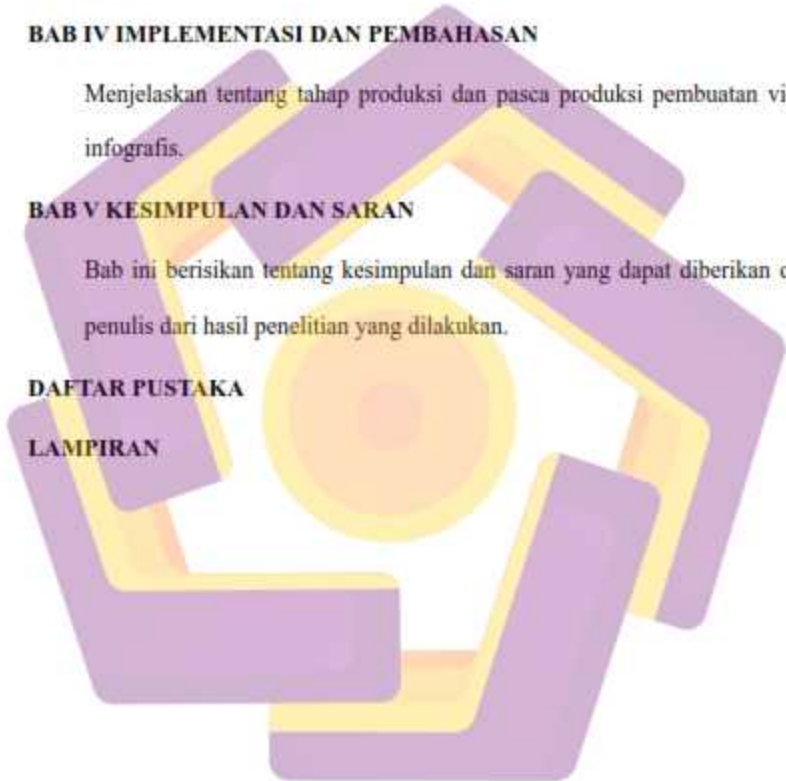 BAB IV IMPLEMENTASI DAN PEMBAHASAN
Menjelaskan tentang tahap produksi dan pasca produksi pembuatan vi
infografis.
BAB V KESIMPULAN DAN SARAN
Bab ini berisikan tentang kesimpulan dan saran yang dapat diberikan
penulis dari hasil penelitian yang dilakukan.
DAFTAR PUSTAKA
LAMPIRAN